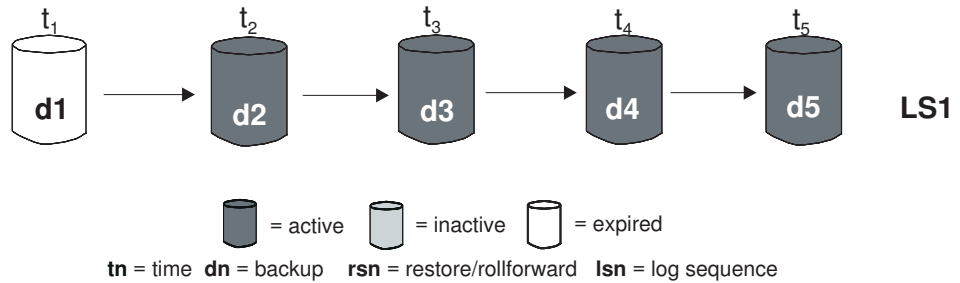 t1 t2 t3 t4 t5
d1 d2 d3 d4 d5 LS1
= active = inactive = expired
tn = time dn = backup rsn = restore/rollforward lsn = log sequence